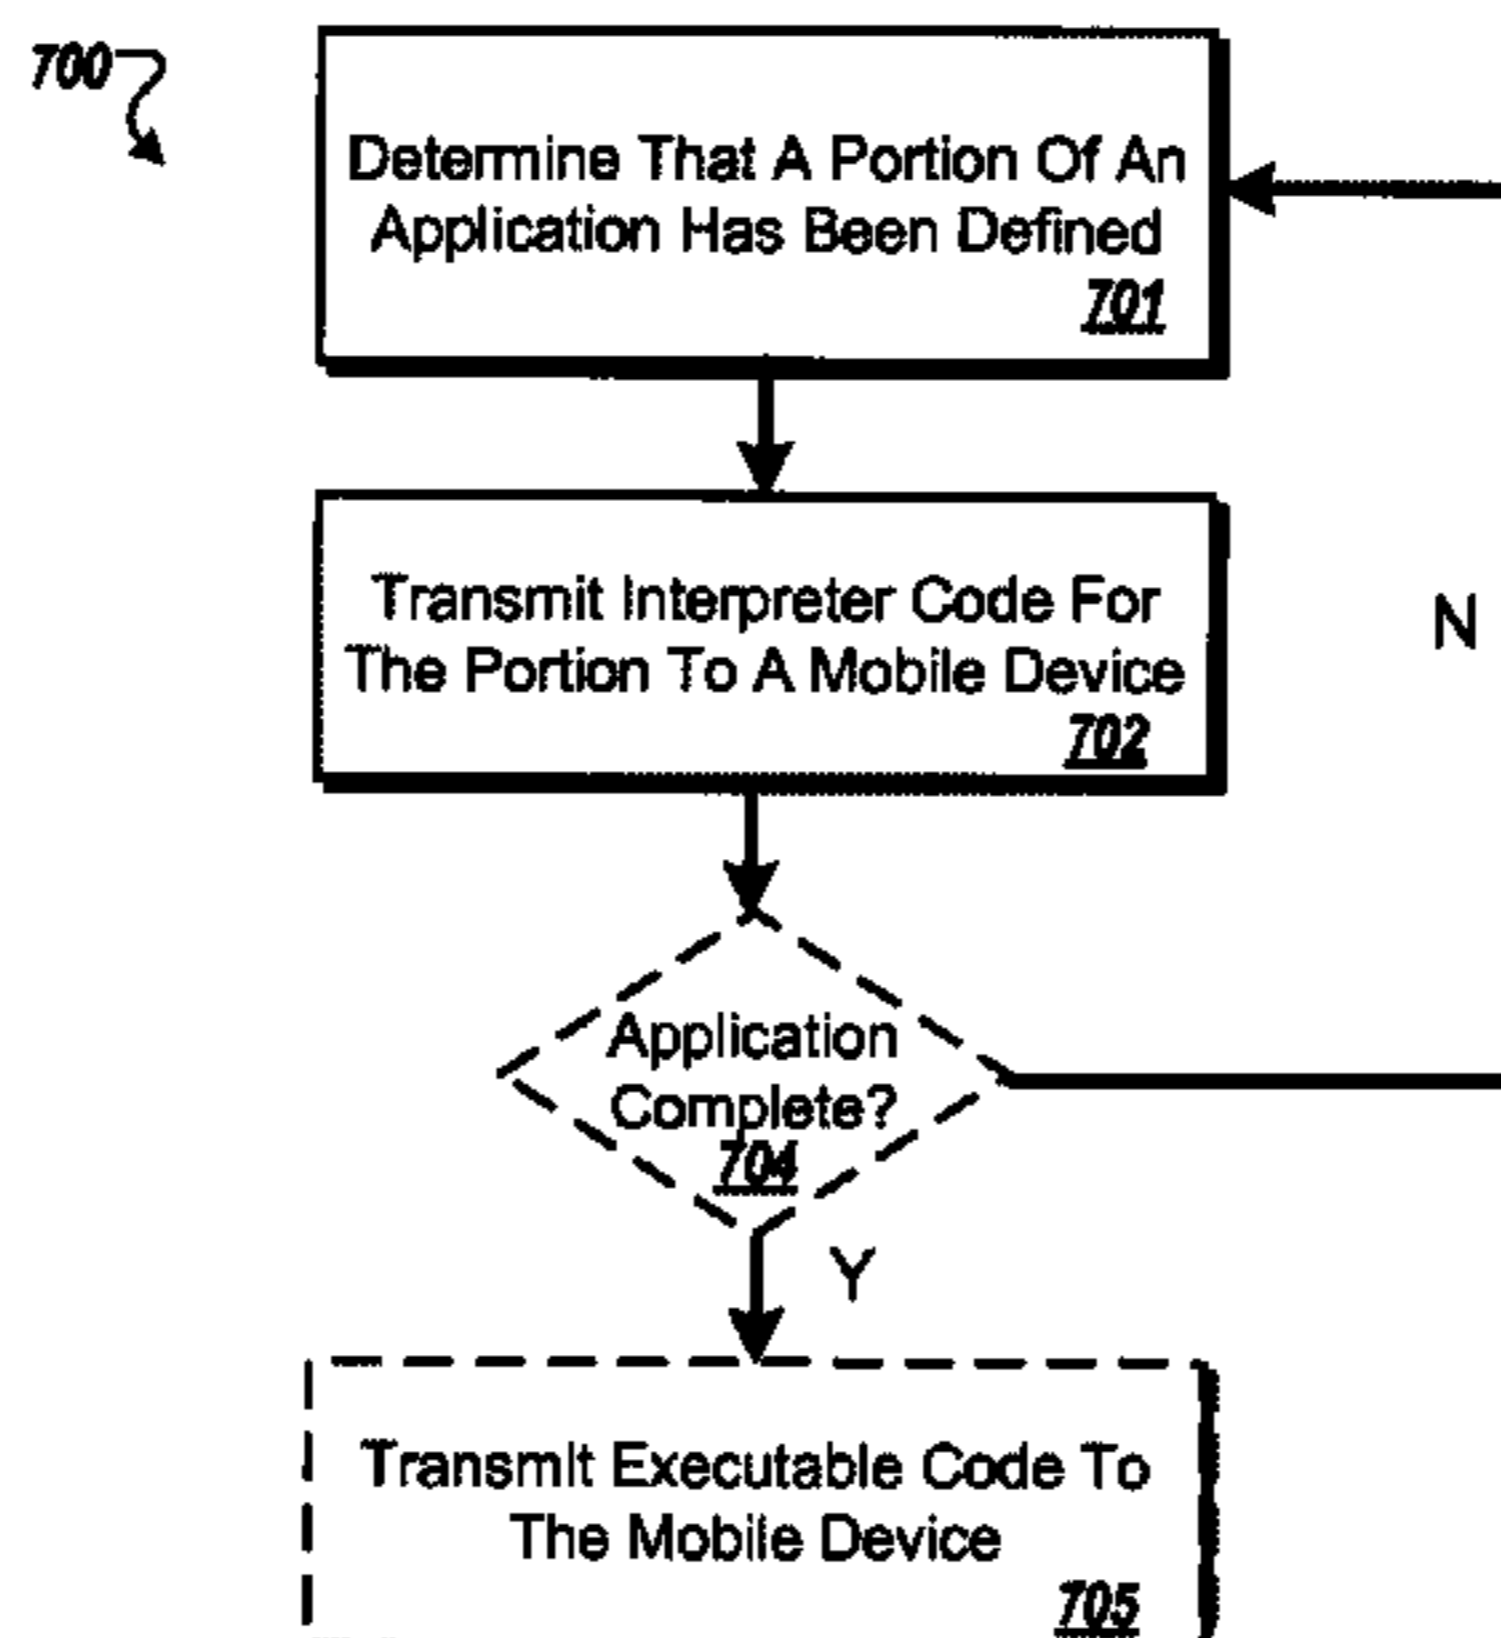 700
Determine That A Portion Of An
Application Has Been Defined
701
Transmit Interpreter Code For
The Portion To A Mobile Device
702
N
Application
Complete?
704
Y
Transmit Executable Code To
The Mobile Device
705